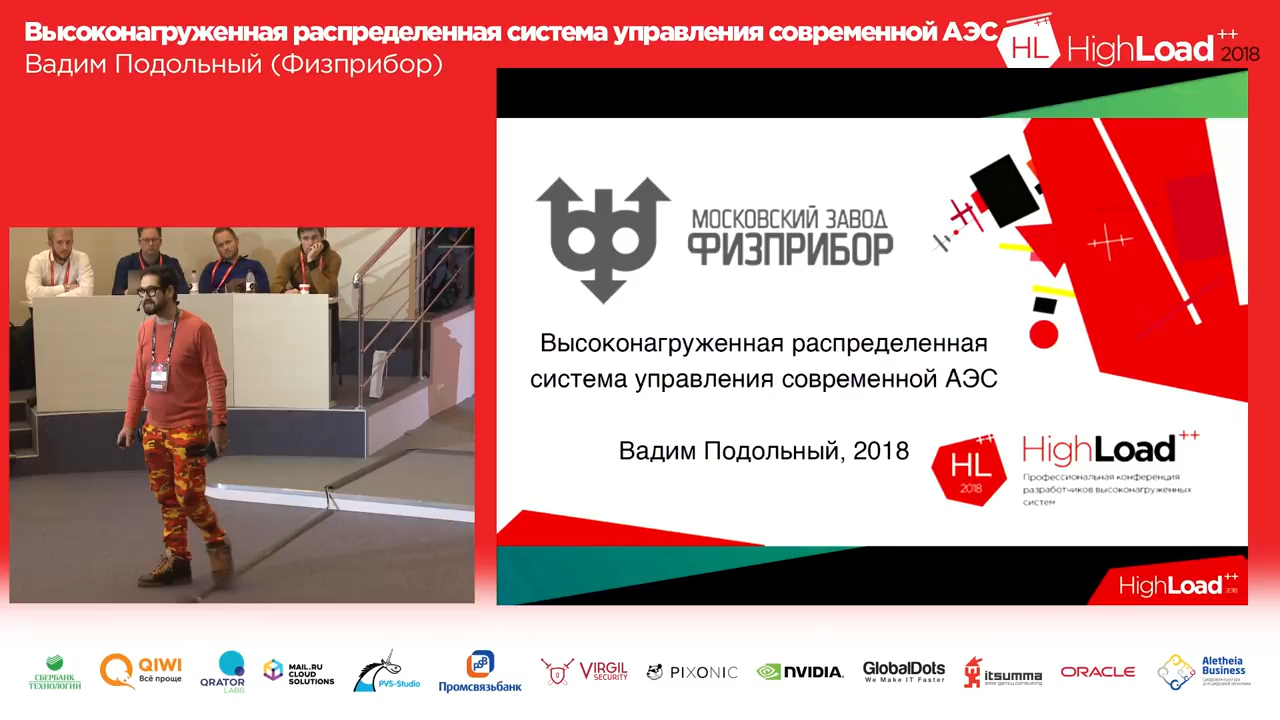 Высоконагруженная распределенная система управления современной АЭС
Вадим Подольный (Физприбор)
HL
HighLoad++
2018
МОСКОВСКИЙ ЗАВОД
ФИЗПРИБОР
Высоконагруженная распределенная
система управления современной АЭС
Вадим Подольный, 2018
HL
2018
HighLoad++
Профессиональная конференция
разработчиков высоконагруженных
систем
HighLoad++
2018
СБЕРБАНК
ТЕХНОЛОГИИ
QIWI
Всё проще
QRATOR
LABS
MAIL.RU
CLOUD
SOLUTIONS
PVS-Studio
Промсвязьбанк
VIRGIL
SECURITY
PIXONIC
NVIDIA.
GlobalDots
We Make IT Faster
itsumma
emergency consulting
ORACLE
Aletheia
Business